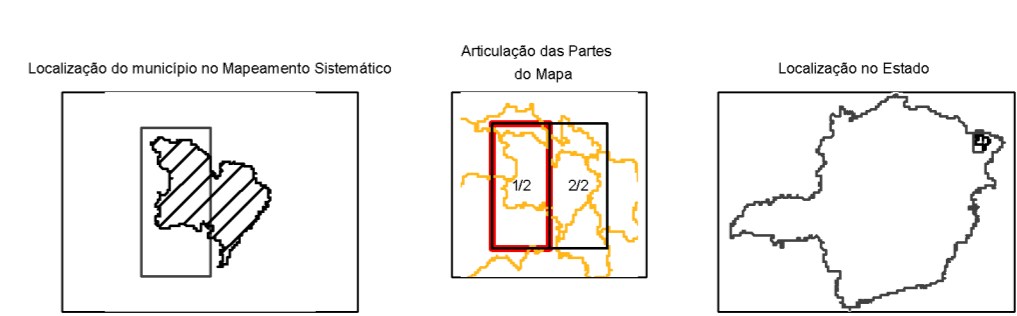 Localização do município no Mapeamento Sistemático
Articulação das Partes
do Mapa
Localização no Estado
1/2
2/2